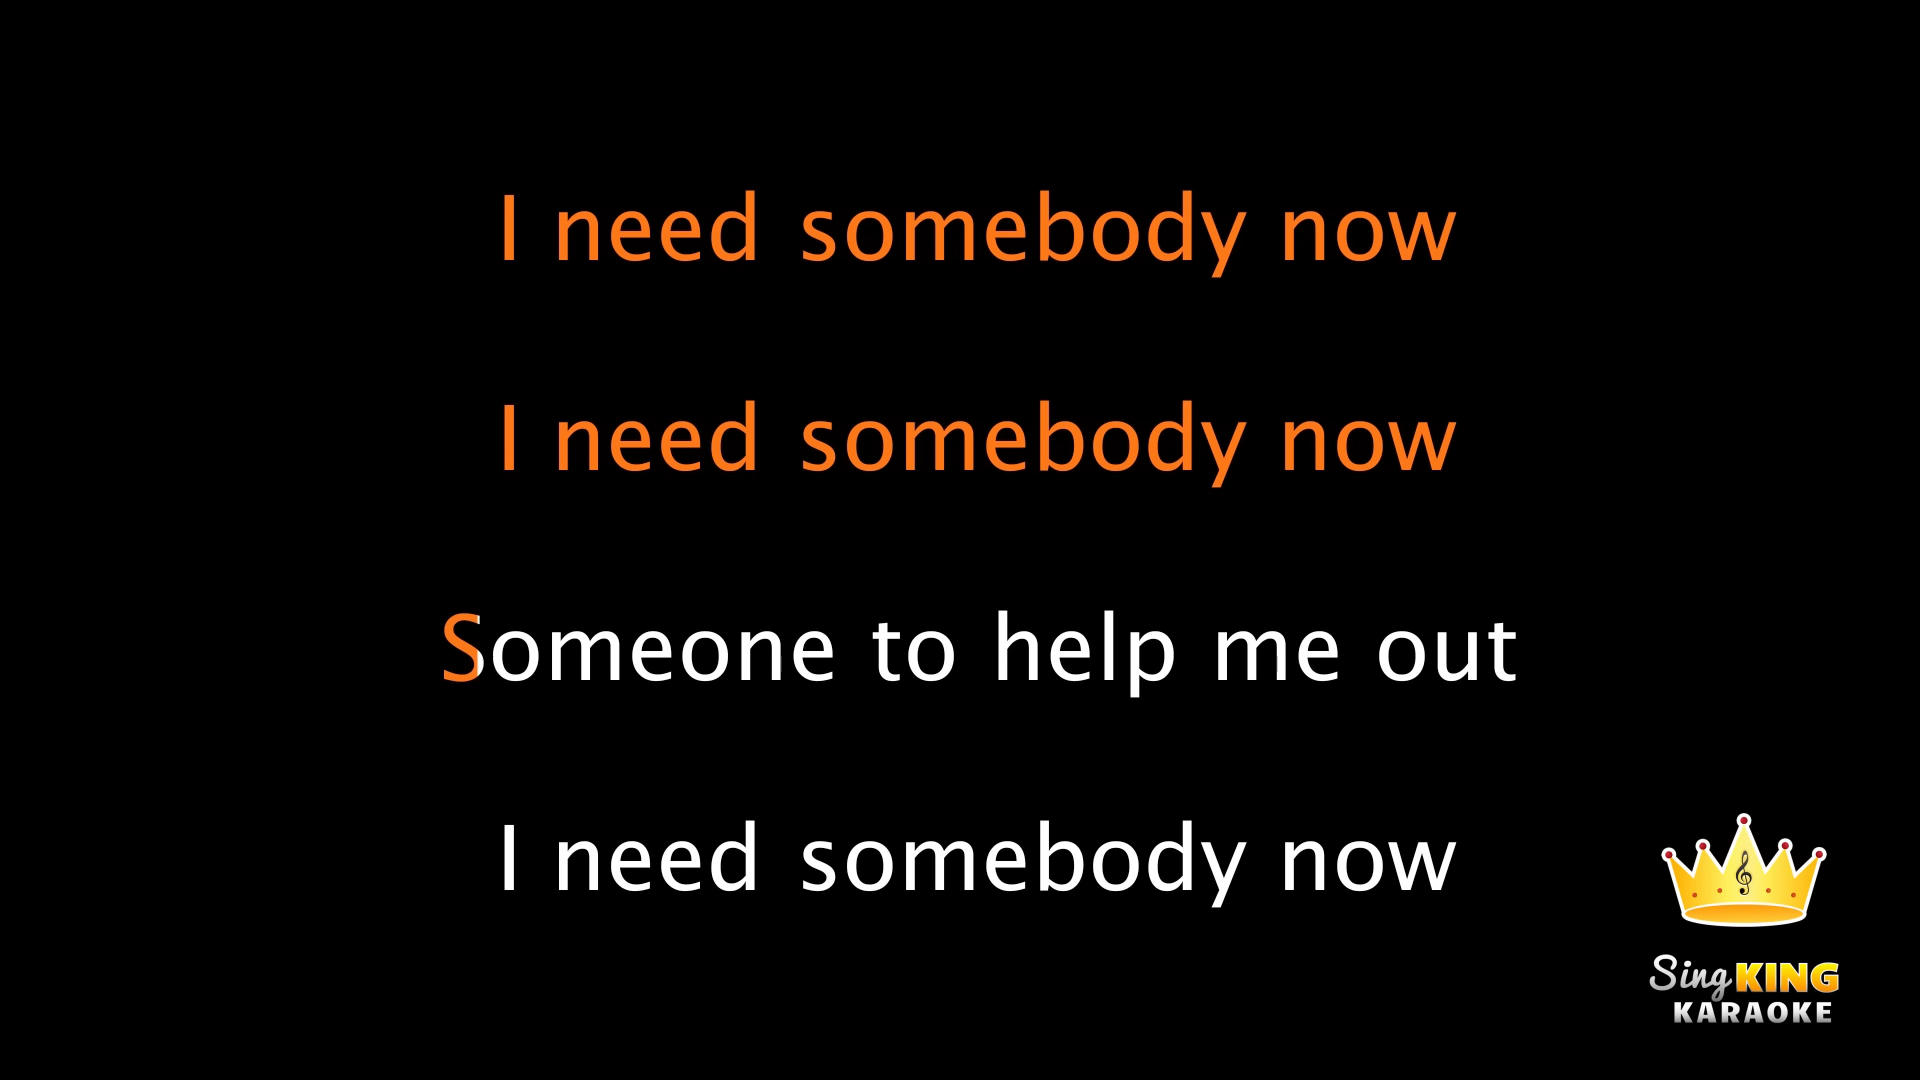 I need somebody now
I need somebody now
Someone to help me out
I need somebody now
Sing KING
KARAOKE